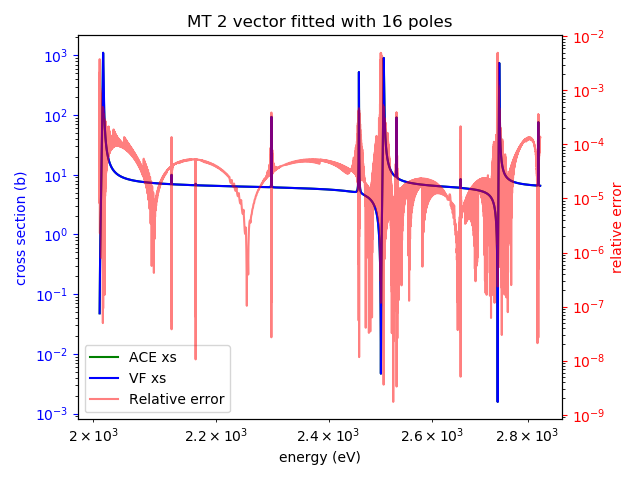 MT 2 vector fitted with 16 poles
cross section (b)
10³
10²
10¹
10⁰
10⁻¹
10⁻²
10⁻³
10⁻²
10⁻³
10⁻⁴
10⁻⁵
10⁻⁶
10⁻⁷
10⁻⁸
10⁻⁹
relative error
ACE xs
VF xs
Relative error
2 × 10³ 2.2 × 10³ 2.4 × 10³ 2.6 × 10³ 2.8 × 10³
energy (eV)